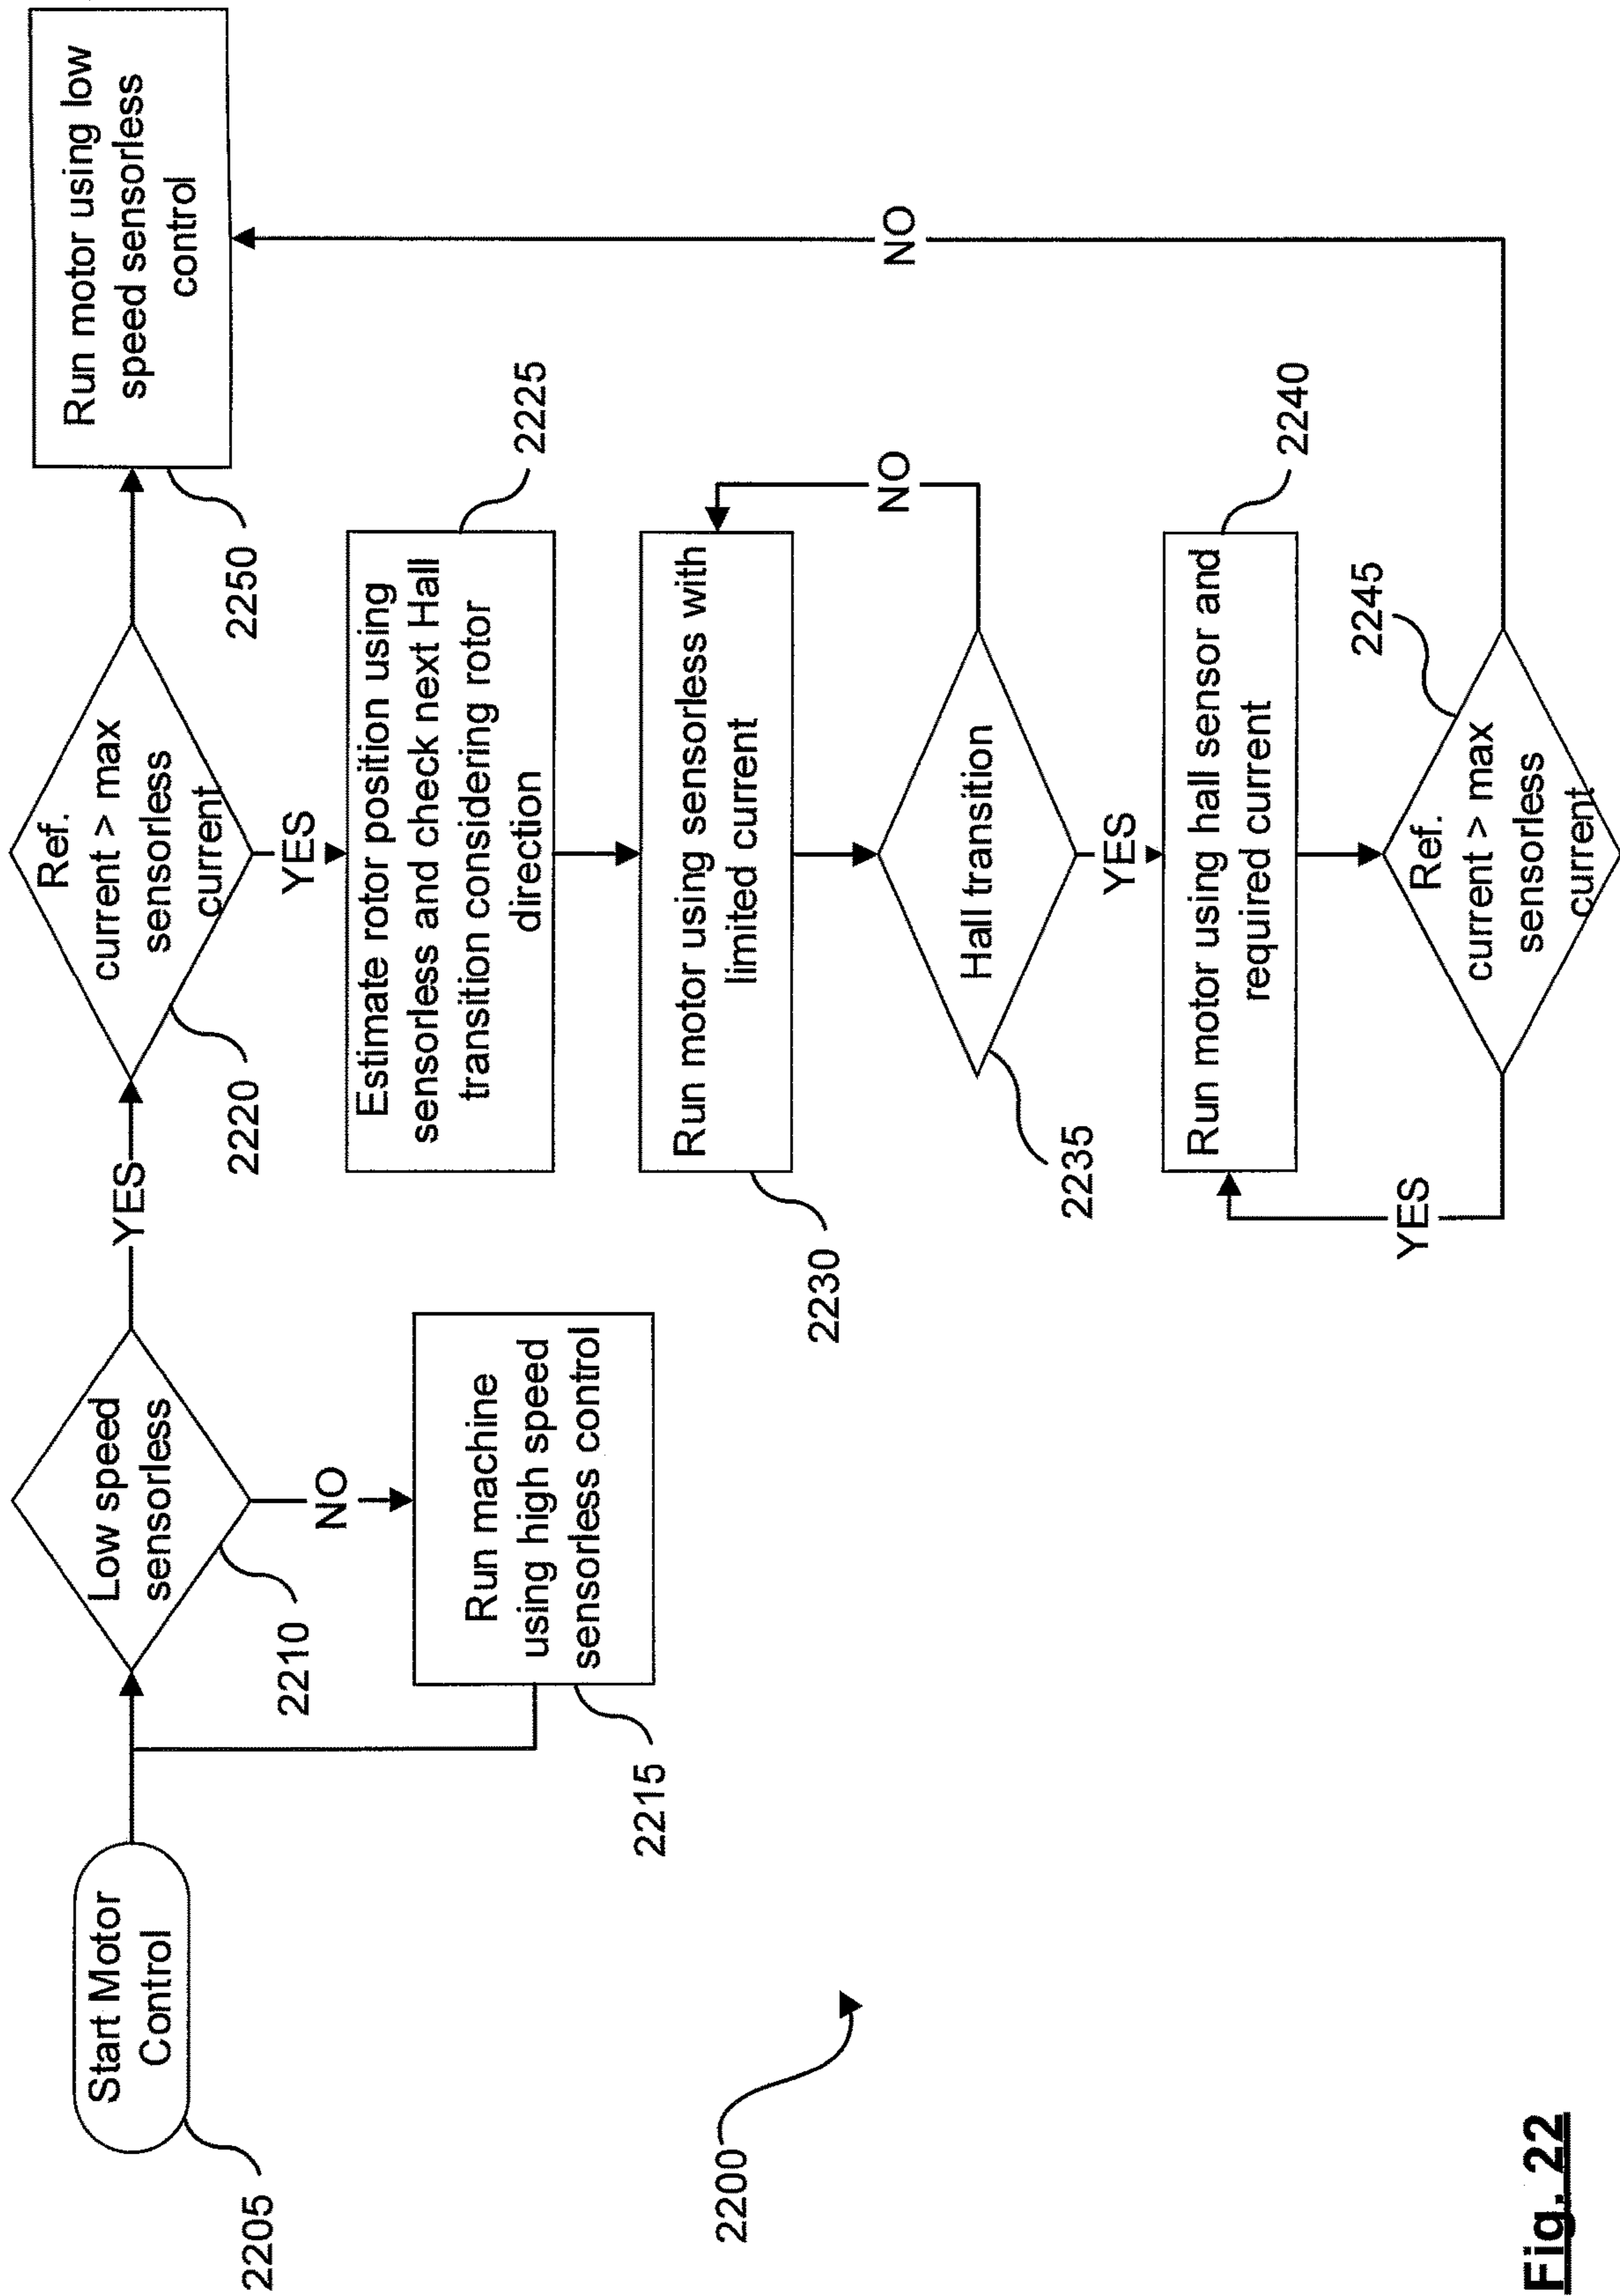 Start Motor
Control
2205
Low speed
sensorless
2210
YES
NO
Run machine
using high speed
sensorless control
2215
Ref.
current > max
sensorless
current
2220
YES
Run motor using low
speed sensorless
control
2250
Estimate rotor position using
sensorless and check next Hall
transition considering rotor
direction
2225
Run motor using sensorless with
limited current
2230
Hall transition
2235
NO
YES
Run motor using hall sensor and
required current
2240
Ref.
current > max
sensorless
current
2245
YES
NO
2200
Fig. 22